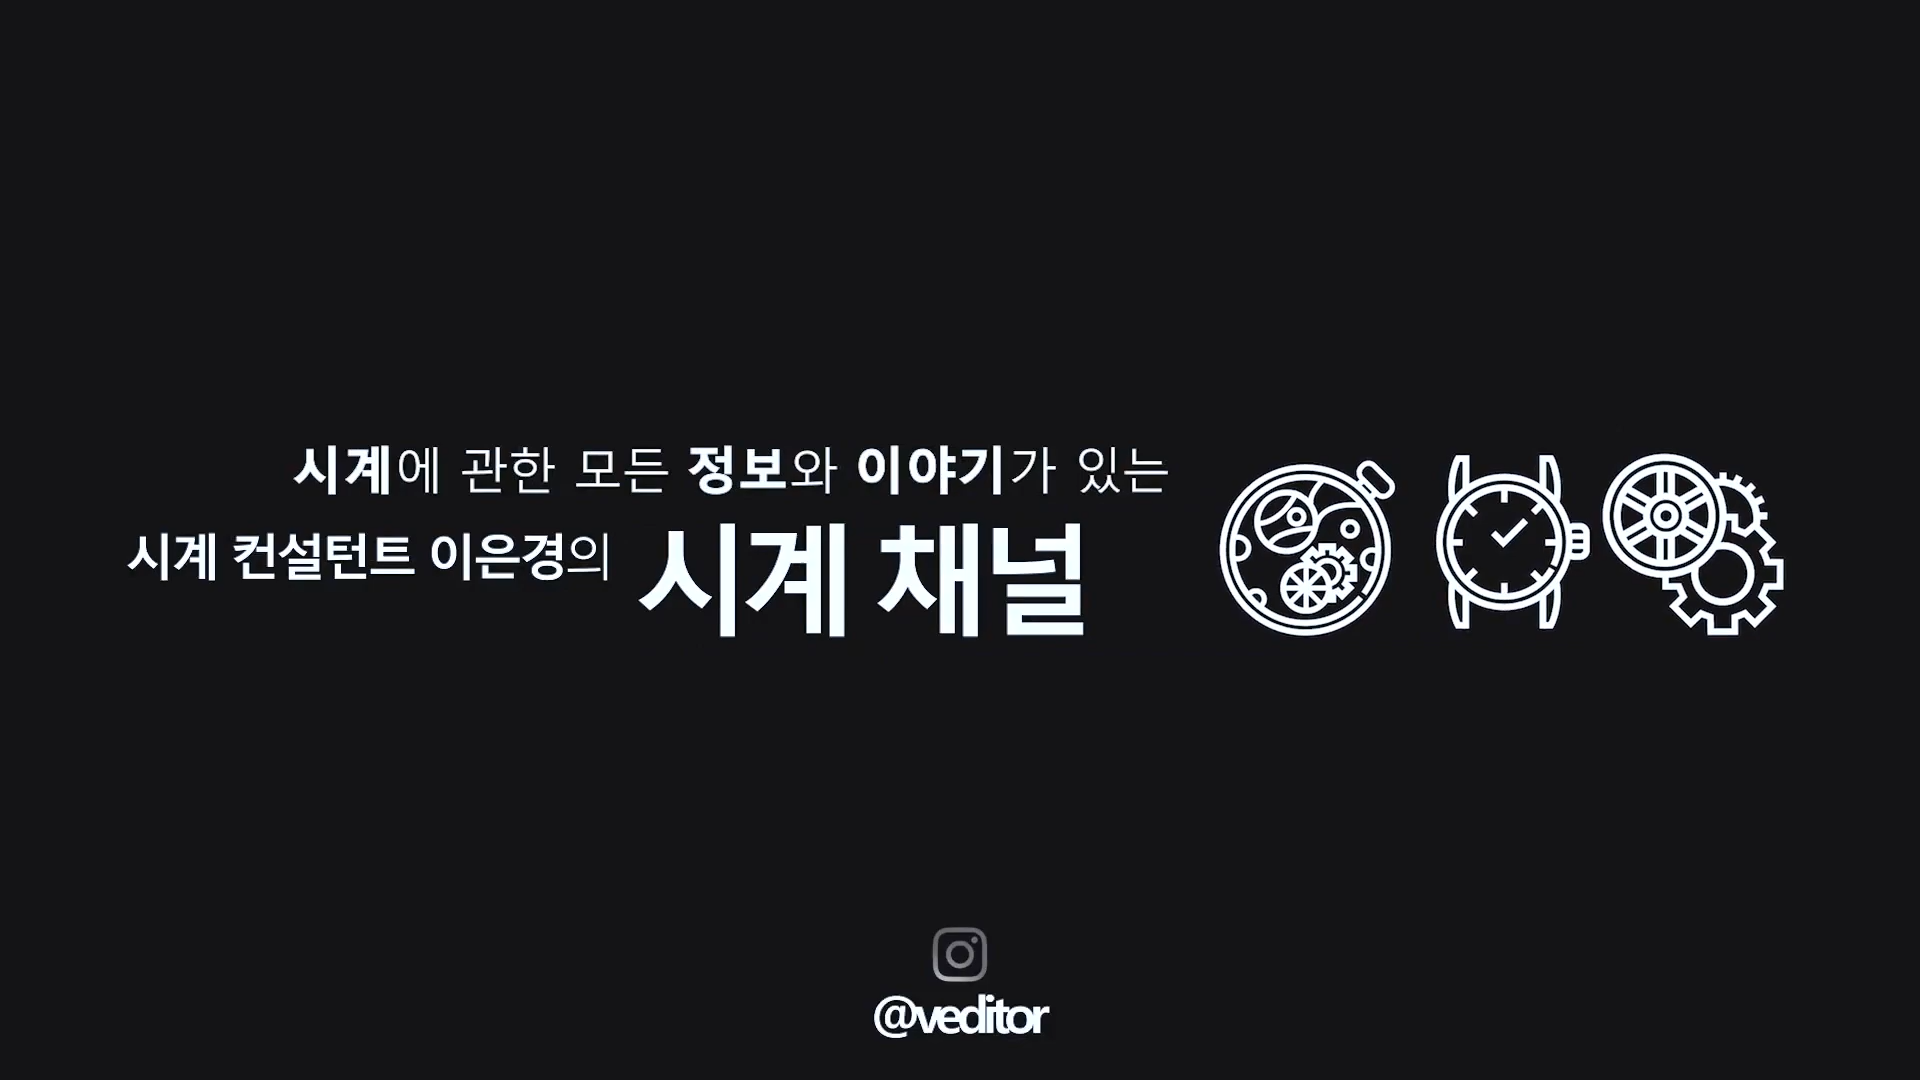 시계에 관한 모든 정보와 이야기가 있는
시계 컨설턴트 이은경의 시계 채널
@veditor